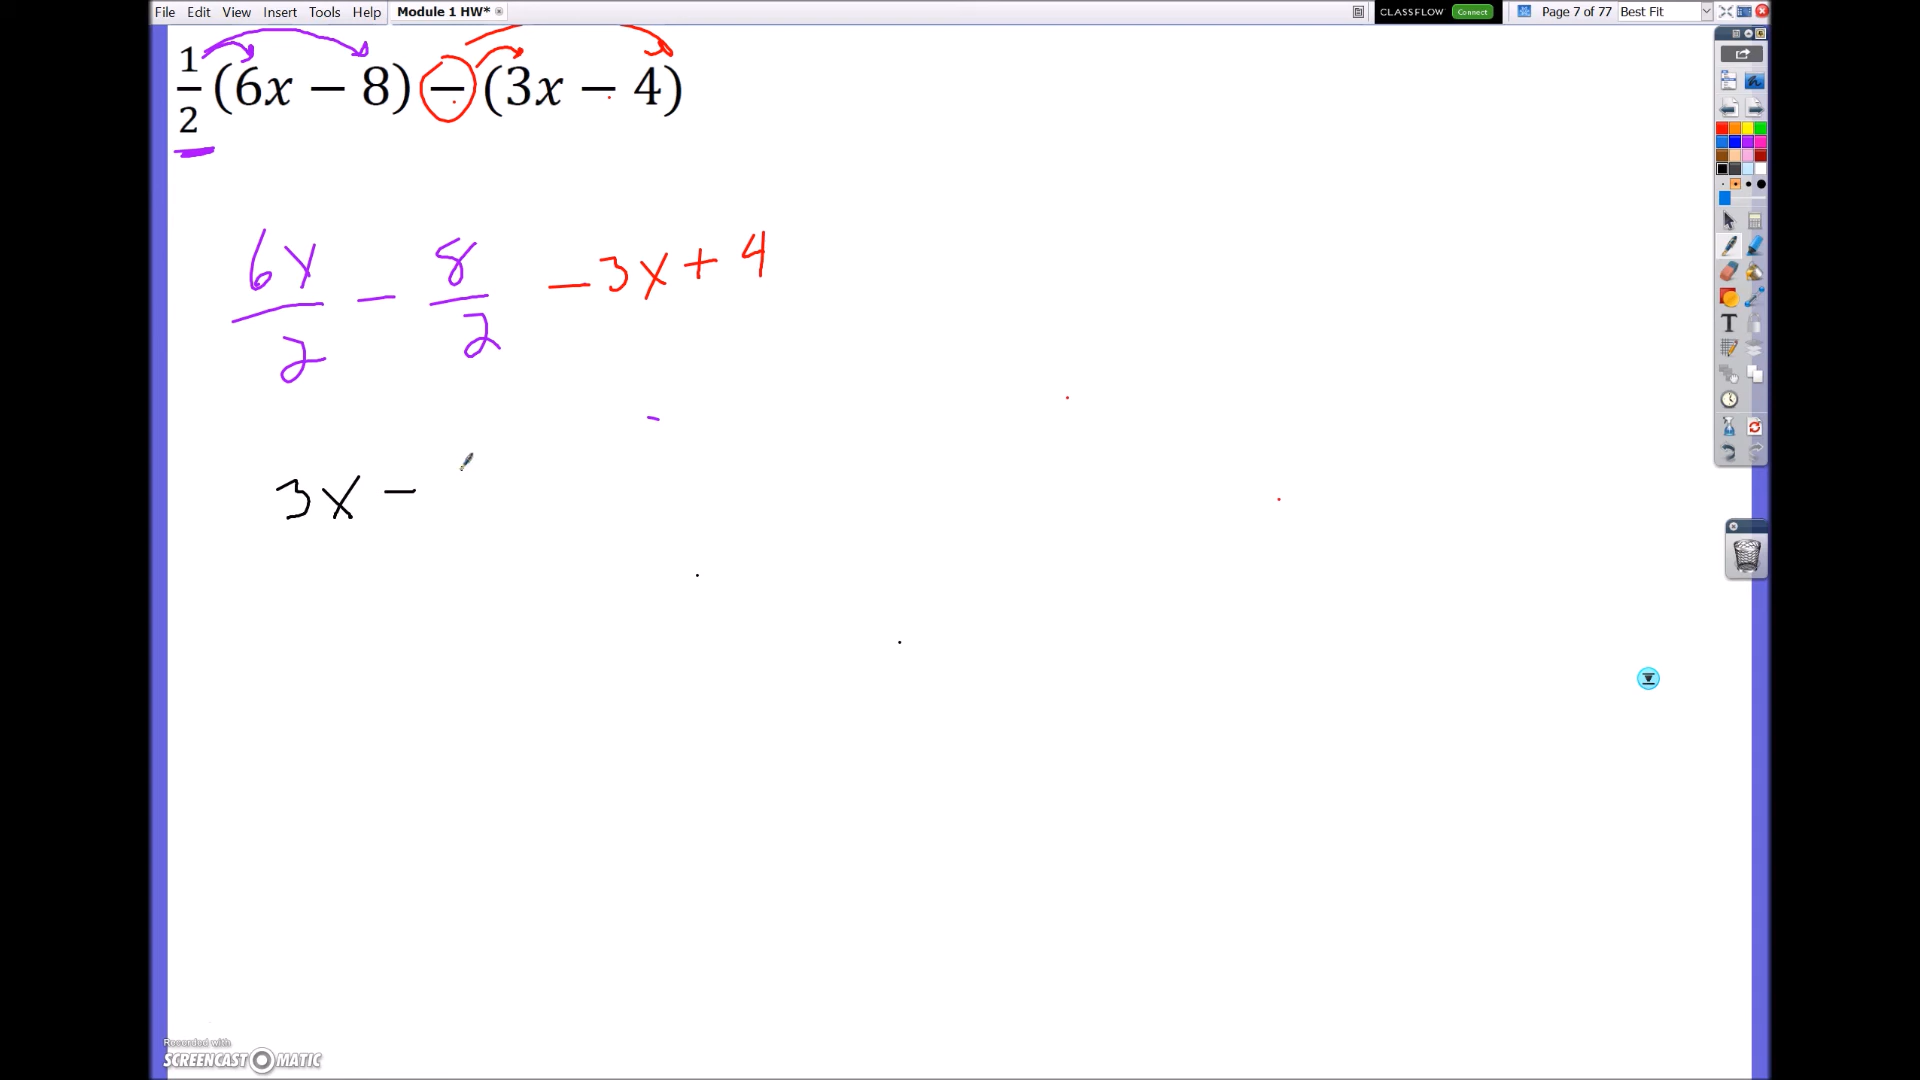 File Edit View Insert Tools Help Module 1 HW* CLASSFLOW Connect Page 7 of 77 Best Fit
1/2 (6x − 8) − (3x − 4)
6x/2 − 8/2 − 3x + 4
3x −
Recorded with
SCREENCAST MATIC